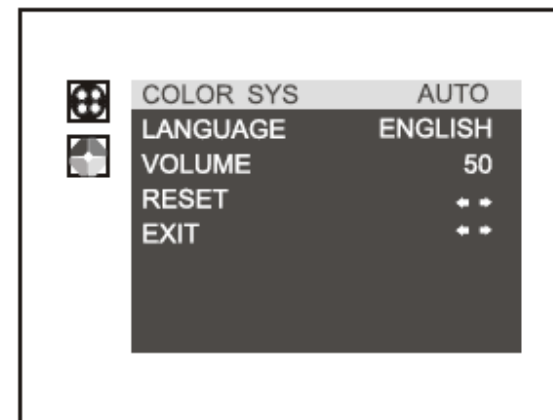 COLOR SYS AUTO
LANGUAGE ENGLISH
VOLUME 50
RESET
EXIT